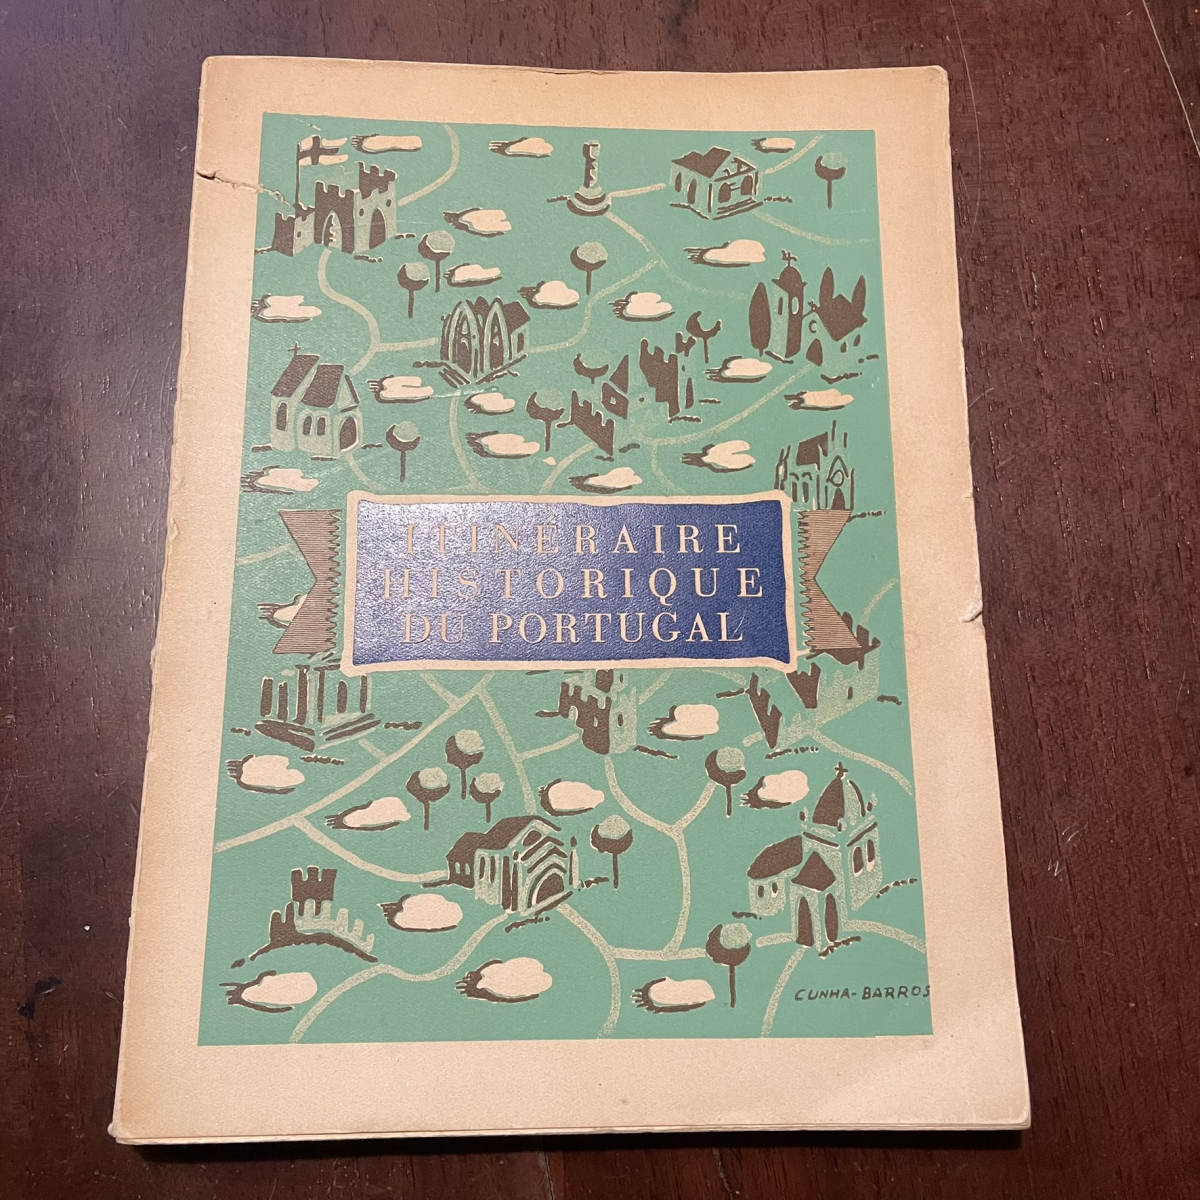 ITINÉRAIRE
HISTORIQUE
DU PORTUGAL
CUNHA-BARROS